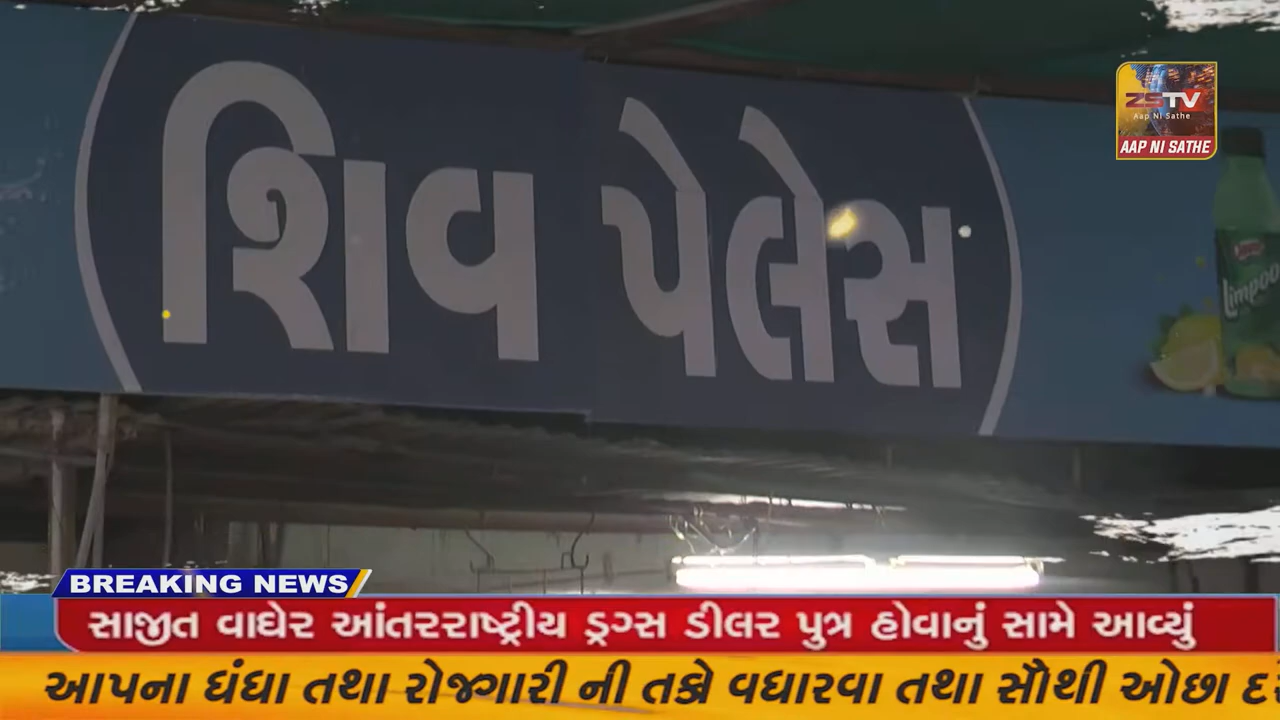 શિવ પેલેસ
ZSTV
Aap Ni Sathe
AAP NI SATHE
limpoo
BREAKING NEWS
સાજીત વાઘેર આંતરરાષ્ટ્રીય ડ્રગ્સ ડીલર પુત્ર હોવાનું સામે આવ્યું
આપના ધંધા તથા રોજગારી ની તકો વધારવા તથા સૌથી ઓછા